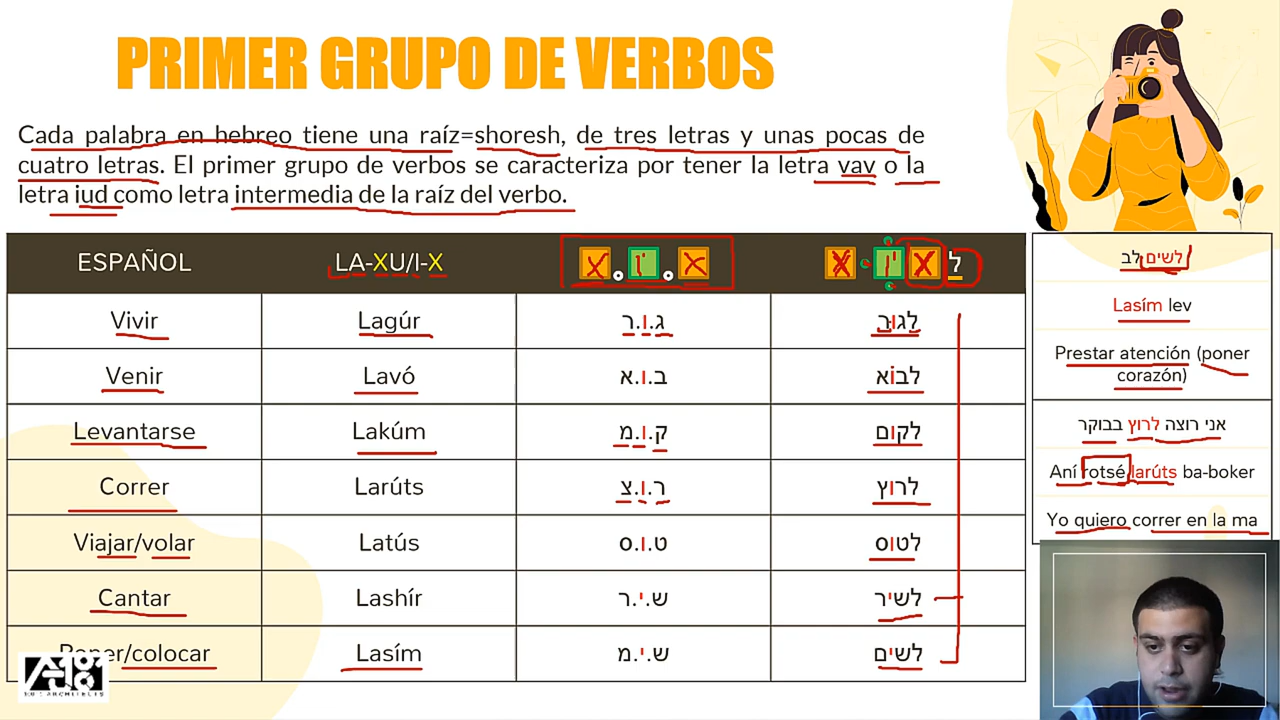 PRIMER GRUPO DE VERBOS
Cada palabra en hebreo tiene una raíz=shoresh, de tres letras y unas pocas de
cuatro letras. El primer grupo de verbos se caracteriza por tener la letra vav o la
letra iud como letra intermedia de la raíz del verbo.
ESPAÑOL LA-XU/I-X X.ו/י.X ל X ו/י X
Vivir Lagúr ג.ו.ר לגור
Venir Lavó ב.ו.א לבוֹא
Levantarse Lakúm ק.ו.מ לקום
Correr Larúts ר.ו.צ לרוץ
Viajar/volar Latús ט.ו.ס לטוס
Cantar Lashír ש.י.ר לשיר
Poner/colocar Lasím ש.י.מ לשים
לשים לב
Lasím lev
Prestar atención (poner
corazón)
אני רוצה לרוץ בבוקר
Aní rotsé larúts ba-boker
Yo quiero correr en la ma